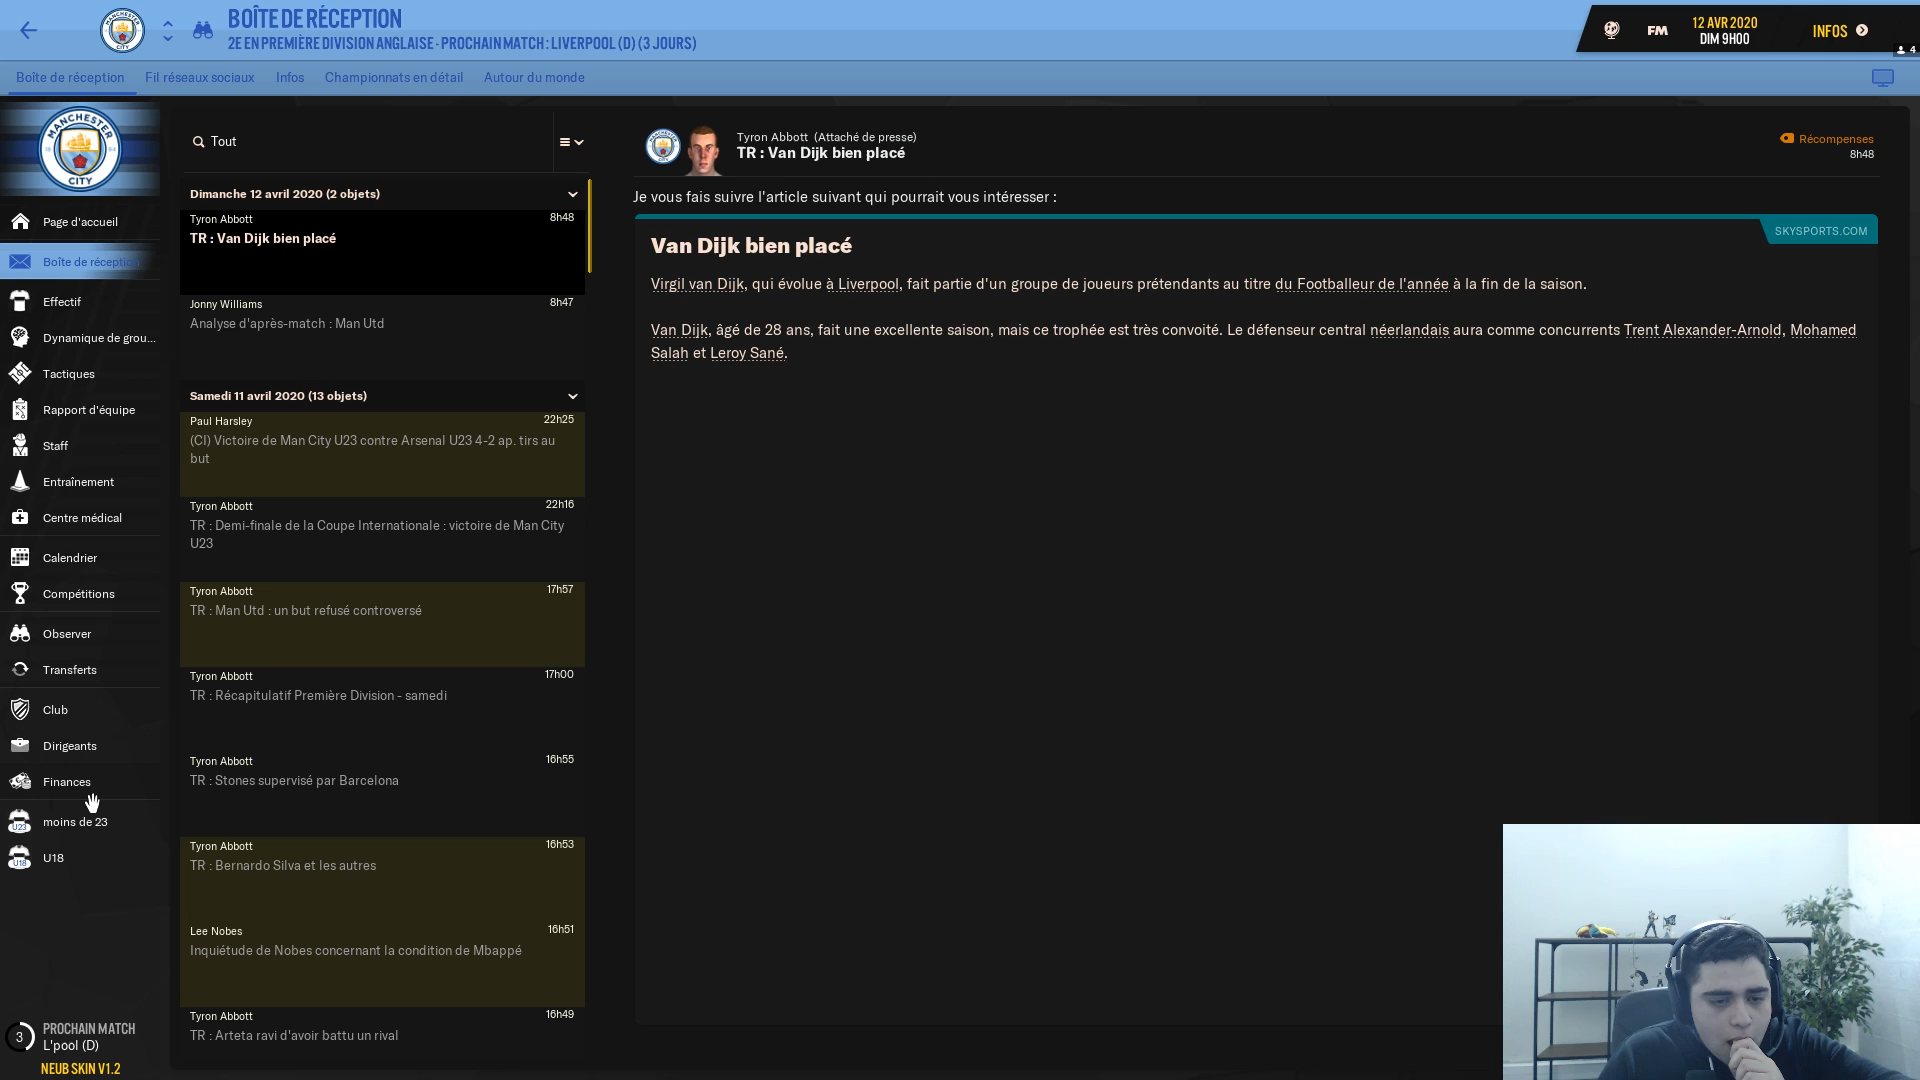 BOÎTE DE RÉCEPTION
2E EN PREMIÈRE DIVISION ANGLAISE - PROCHAIN MATCH : LIVERPOOL (D) (3 JOURS)
FM
12 AVR 2020
DIM 9H00
INFOS
4
Boîte de réception
Fil réseaux sociaux
Infos
Championnats en détail
Autour du monde
MANCHESTER
CITY
Page d'accueil
Boîte de réception
Effectif
Dynamique de grou...
Tactiques
Rapport d'équipe
Staff
Entraînement
Centre médical
Calendrier
Compétitions
Observer
Transferts
Club
Dirigeants
Finances
U23
moins de 23
U18
U18
3
PROCHAIN MATCH
L'pool (D)
NEUB SKIN V1.2
Tout
Dimanche 12 avril 2020 (2 objets)
Tyron Abbott
8h48
TR : Van Dijk bien placé
Jonny Williams
8h47
Analyse d'après-match : Man Utd
Samedi 11 avril 2020 (13 objets)
Paul Harsley
22h25
(CI) Victoire de Man City U23 contre Arsenal U23 4-2 ap. tirs au
but
Tyron Abbott
22h16
TR : Demi-finale de la Coupe Internationale : victoire de Man City
U23
Tyron Abbott
17h57
TR : Man Utd : un but refusé controversé
Tyron Abbott
17h00
TR : Récapitulatif Première Division - samedi
Tyron Abbott
16h55
TR : Stones supervisé par Barcelona
Tyron Abbott
16h53
TR : Bernardo Silva et les autres
Lee Nobes
16h51
Inquiétude de Nobes concernant la condition de Mbappé
Tyron Abbott
16h49
TR : Arteta ravi d'avoir battu un rival
Tyron Abbott (Attaché de presse)
TR : Van Dijk bien placé
Récompenses
8h48
Je vous fais suivre l'article suivant qui pourrait vous intéresser :
SKYSPORTS.COM
Van Dijk bien placé
Virgil van Dijk, qui évolue à Liverpool, fait partie d'un groupe de joueurs prétendants au titre du Footballeur de l'année à la fin de la saison.
Van Dijk, âgé de 28 ans, fait une excellente saison, mais ce trophée est très convoité. Le défenseur central néerlandais aura comme concurrents Trent Alexander-Arnold, Mohamed
Salah et Leroy Sané.